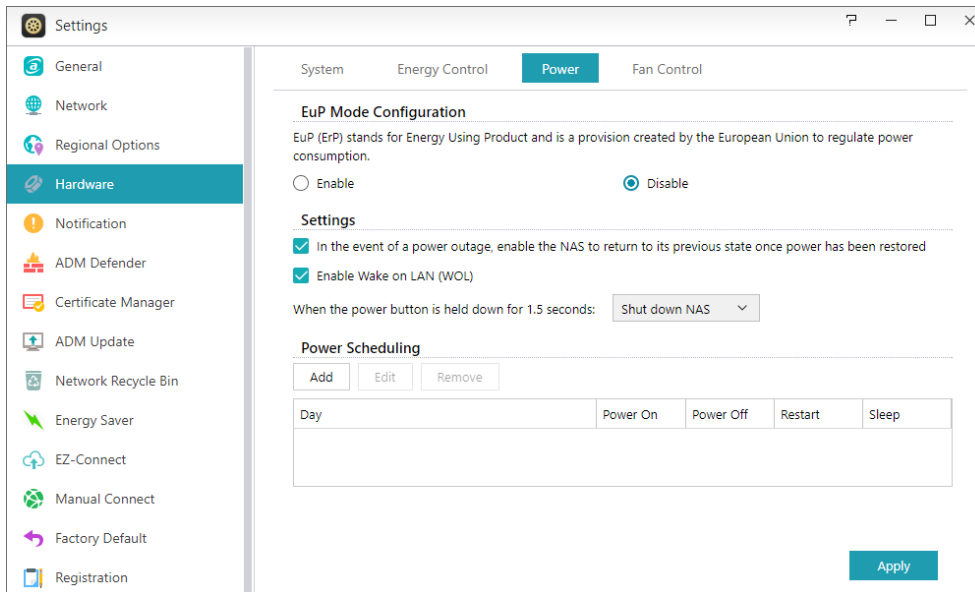 Settings
General
Network
Regional Options
Hardware
Notification
ADM Defender
Certificate Manager
ADM Update
Network Recycle Bin
Energy Saver
EZ-Connect
Manual Connect
Factory Default
Registration
System Energy Control Power Fan Control
EuP Mode Configuration
EuP (ErP) stands for Energy Using Product and is a provision created by the European Union to regulate power
consumption.
Enable Disable
Settings
In the event of a power outage, enable the NAS to return to its previous state once power has been restored
Enable Wake on LAN (WOL)
When the power button is held down for 1.5 seconds: Shut down NAS
Power Scheduling
Add Edit Remove
Day Power On Power Off Restart Sleep
Apply